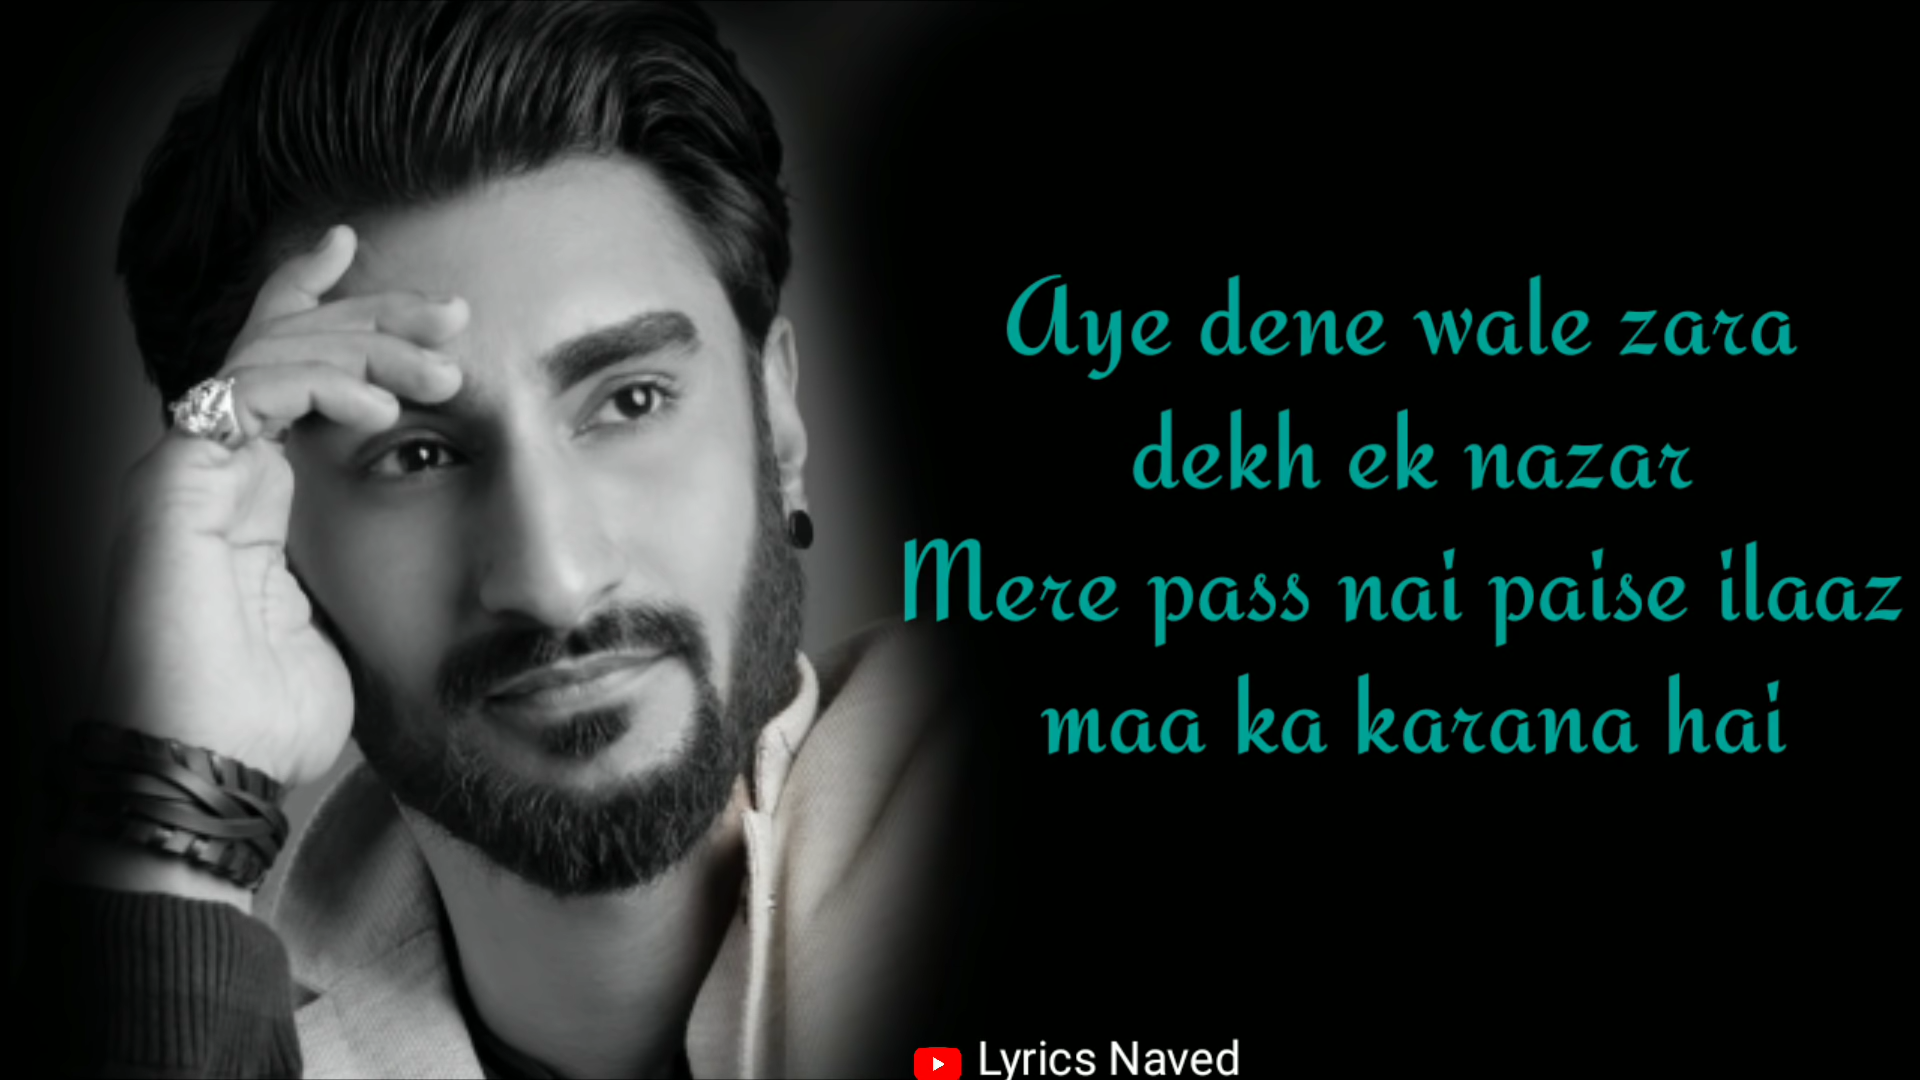 Aye dene wale zara
dekh ek nazar
Mere pass nai paise ilaaz
maa ka karana hai
Lyrics Naved